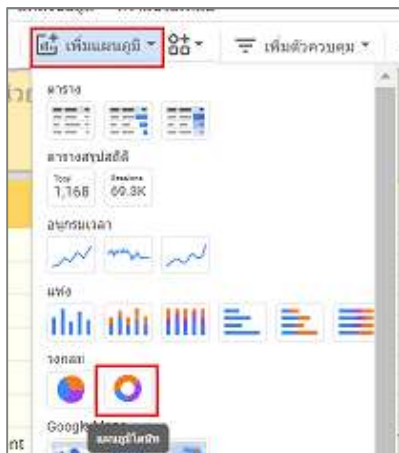 เพิ่มแผนภูมิ
เพิ่มตัวควบคุม
ตาราง
ตารางสรุปสถิติ
Total
1,168
Sessions
69.3K
อนุกรมเวลา
แท่ง
วงกลม
Google Maps
แผนภูมิโดนัท
nt